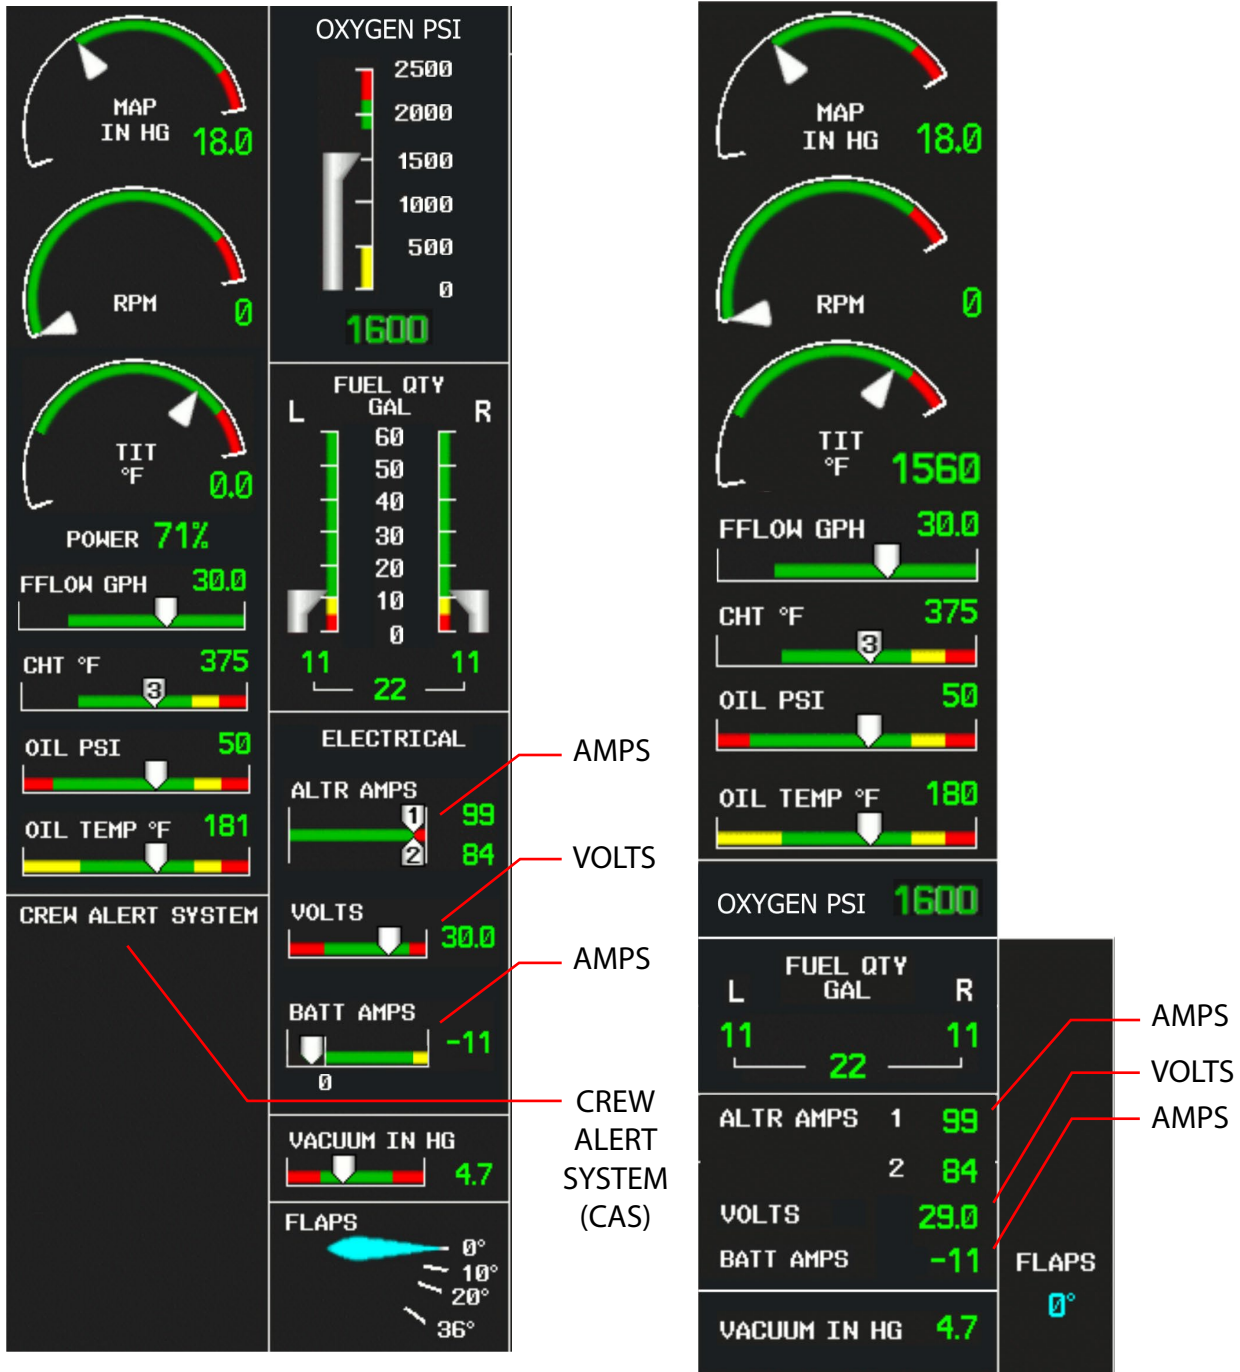 MAP
IN HG 18.0
RPM 0
TIT
°F 0.0
POWER 71%
FFLOW GPH 30.0
CHT °F 375
3
OIL PSI 50
OIL TEMP °F 181
CREW ALERT SYSTEM
OXYGEN PSI
2500
2000
1500
1000
500
0
1600
FUEL QTY
L GAL R
60
50
40
30
20
10
0
11 11
22
ELECTRICAL
ALTR AMPS
1 99
2 84
VOLTS
30.0
BATT AMPS
-11
0
VACUUM IN HG
4.7
FLAPS
0°
10°
20°
36°
AMPS
VOLTS
AMPS
CREW
ALERT
SYSTEM
(CAS)
MAP
IN HG 18.0
RPM 0
TIT
°F 1560
FFLOW GPH 30.0
CHT °F 375
3
OIL PSI 50
OIL TEMP °F 180
OXYGEN PSI 1600
FUEL QTY
L GAL R
11 11
22
ALTR AMPS 1 99
2 84
VOLTS 29.0
BATT AMPS -11
VACUUM IN HG 4.7
FLAPS
0°
AMPS
VOLTS
AMPS